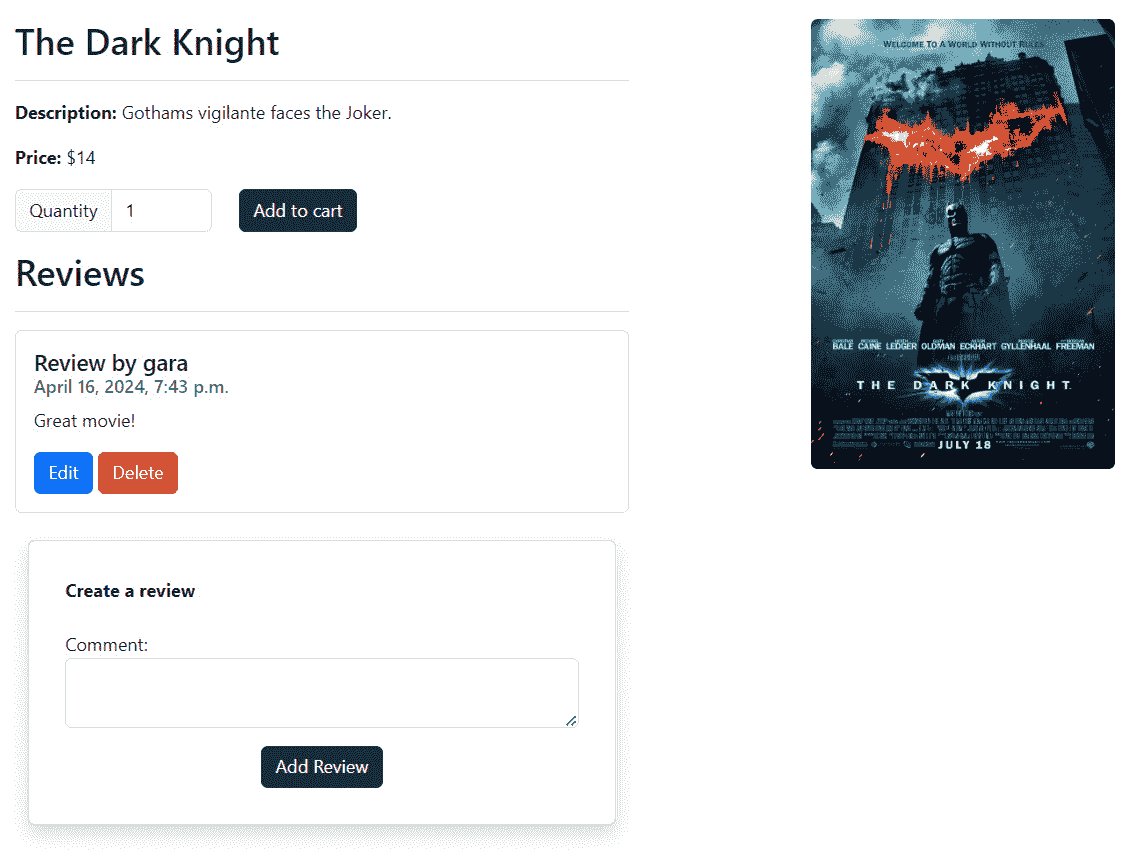 The Dark Knight
Description: Gothams vigilante faces the Joker.
Price: $14
Quantity 1 Add to cart
Reviews
Review by gara
April 16, 2024, 7:43 p.m.
Great movie!
Edit Delete
Create a review
Comment:
Add Review
WELCOME TO A WORLD WITHOUT RULES.
BALE CAINE LEDGER OLDMAN ECKHART GYLLENHAAL FREEMAN
THE DARK KNIGHT
JULY 18